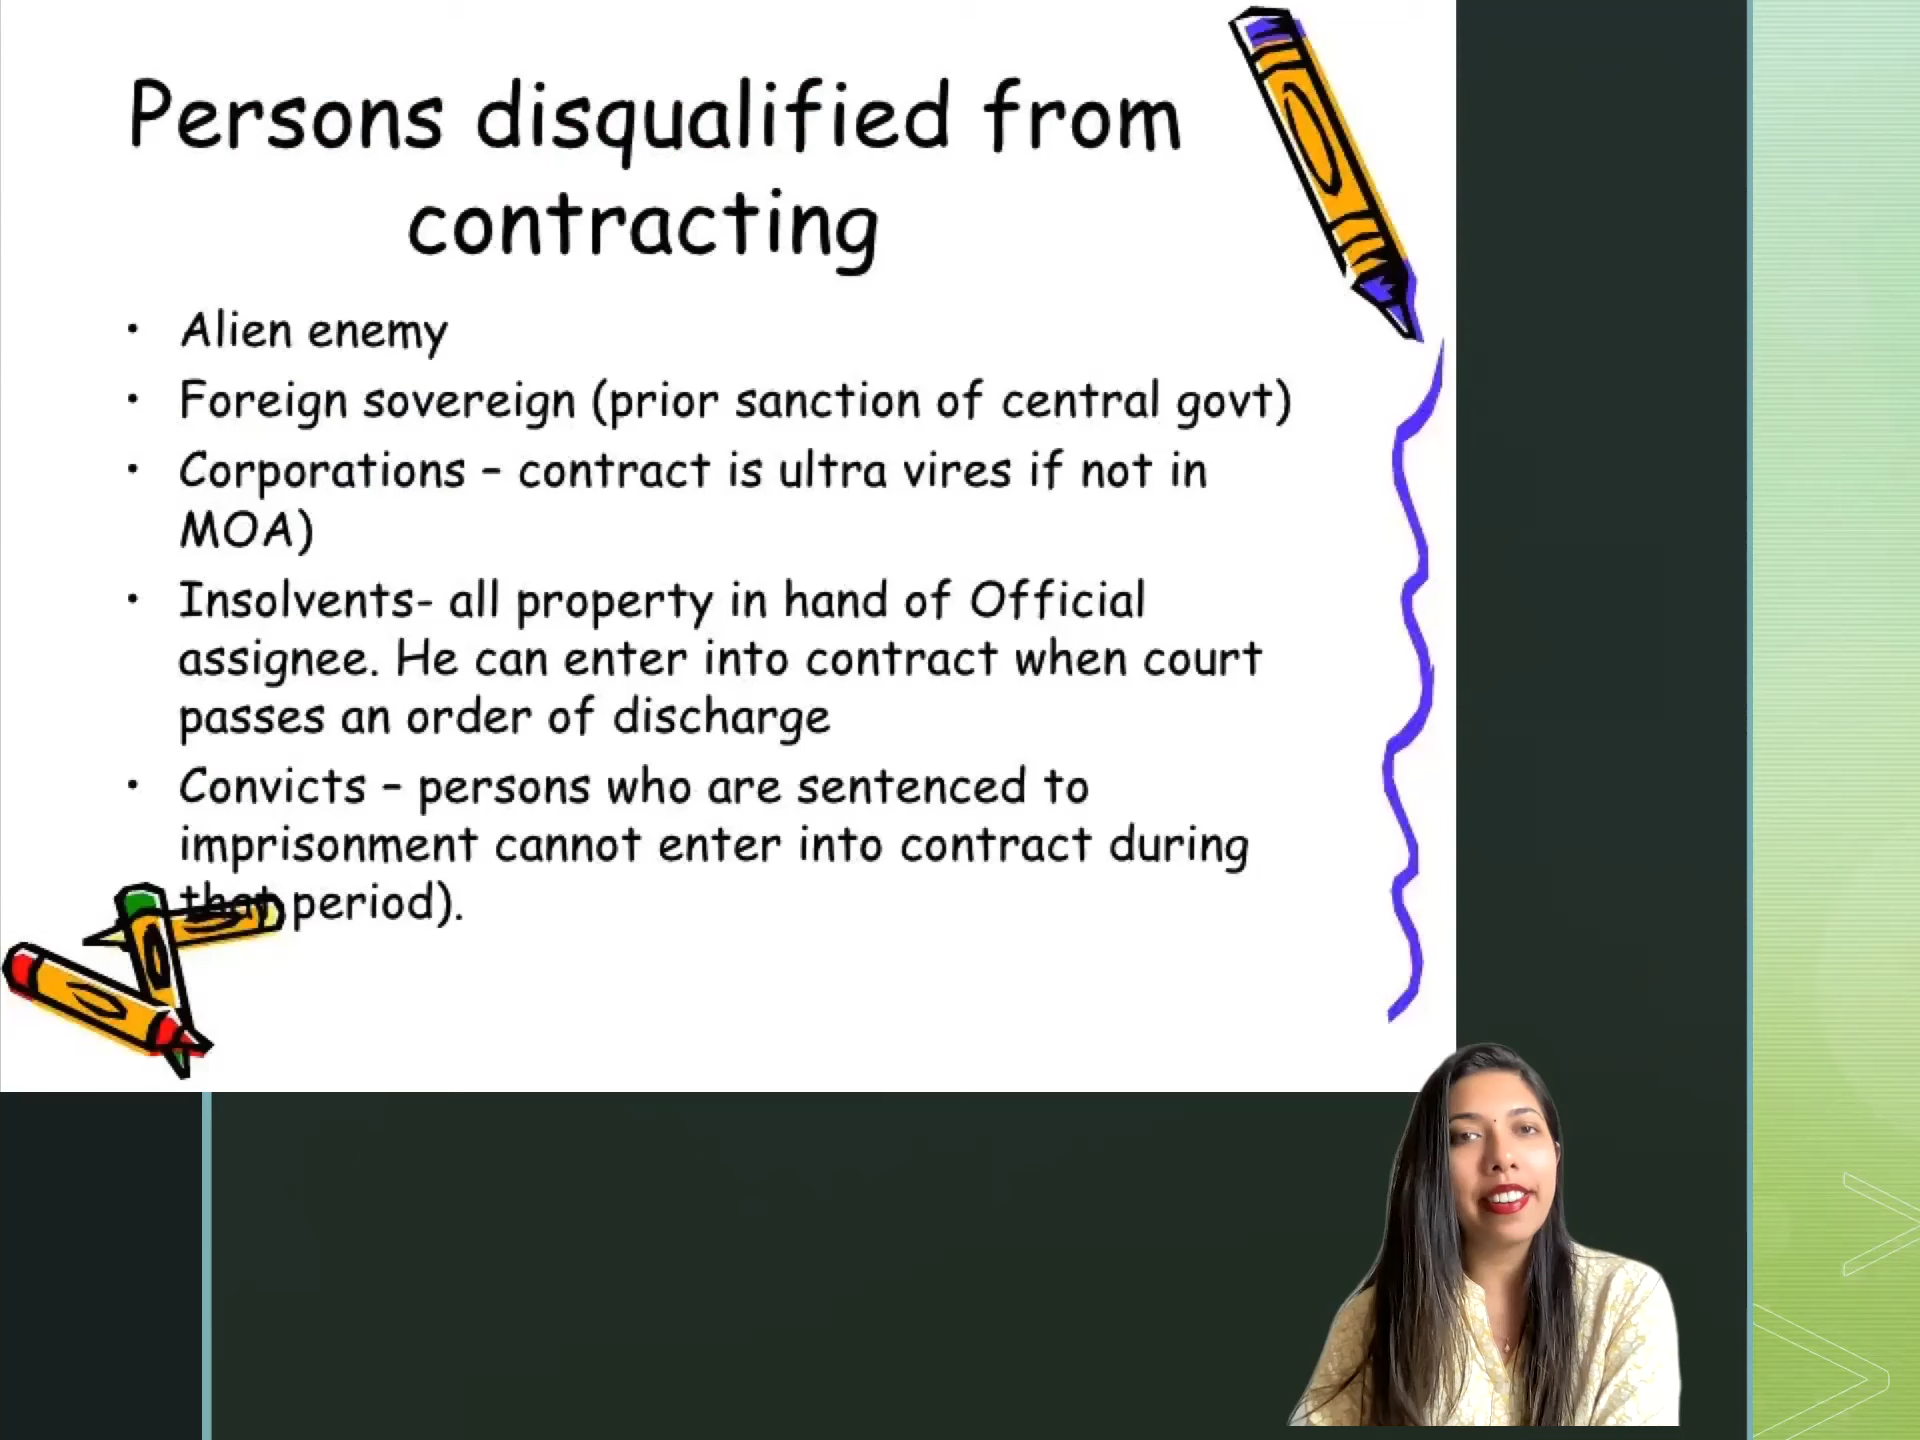 Persons disqualified from
contracting
• Alien enemy
• Foreign sovereign (prior sanction of central govt)
• Corporations – contract is ultra vires if not in
MOA)
• Insolvents- all property in hand of Official
assignee. He can enter into contract when court
passes an order of discharge
• Convicts – persons who are sentenced to
imprisonment cannot enter into contract during
that period).